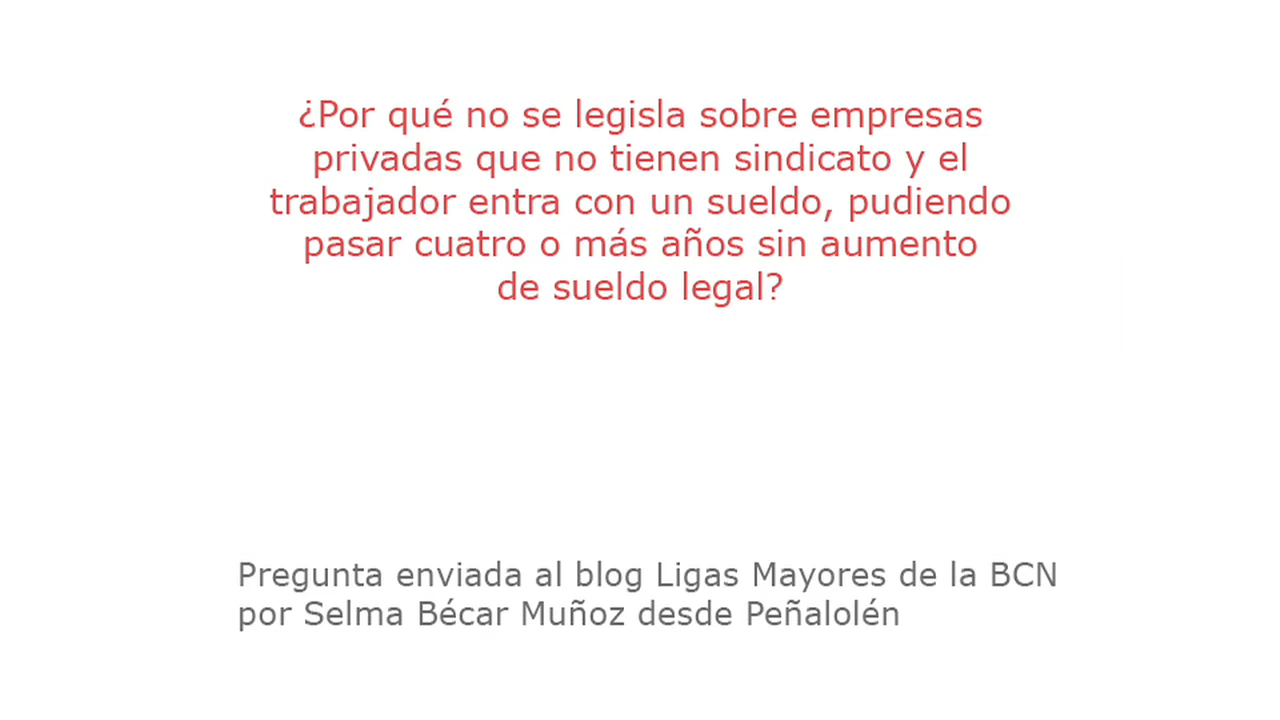 ¿Por qué no se legisla sobre empresas
privadas que no tienen sindicato y el
trabajador entra con un sueldo, pudiendo
pasar cuatro o más años sin aumento
de sueldo legal?
Pregunta enviada al blog Ligas Mayores de la BCN
por Selma Bécar Muñoz desde Peñalolén